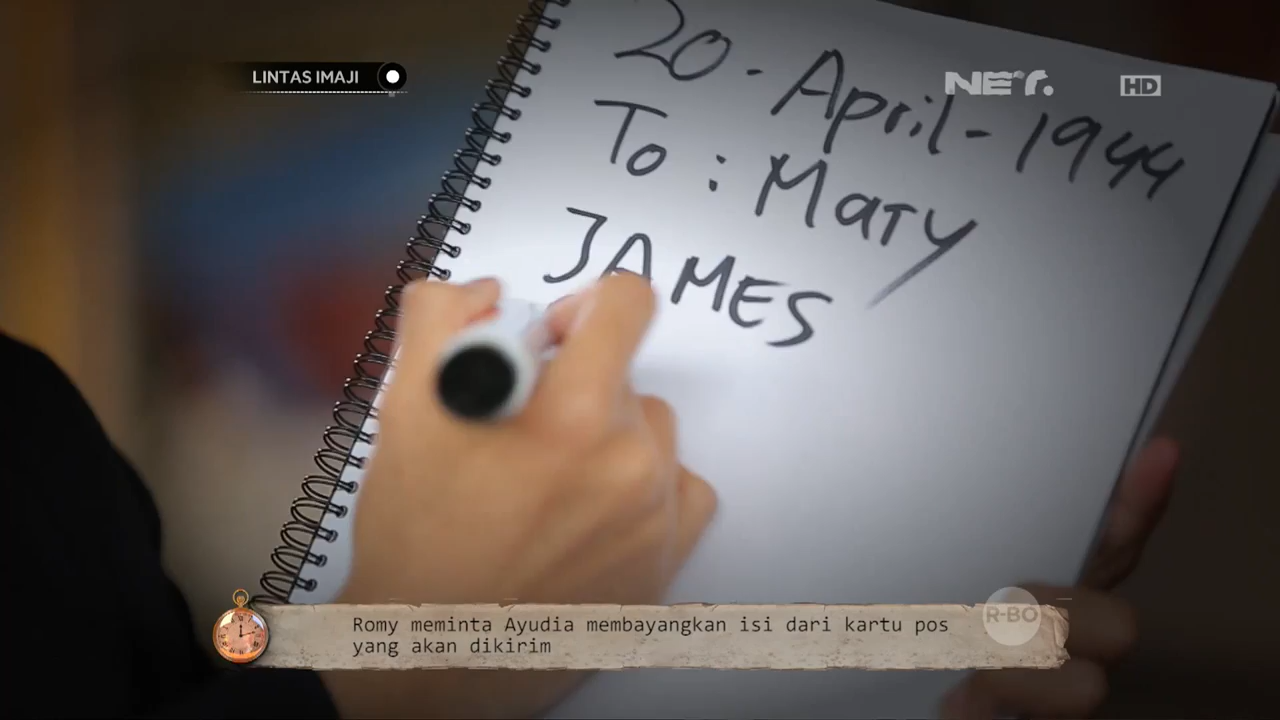 LINTAS IMAJI
NET.
HD
20 - April - 1944
To : Mary
JAMES
R-BO
Romy meminta Ayudia membayangkan isi dari kartu pos
yang akan dikirim